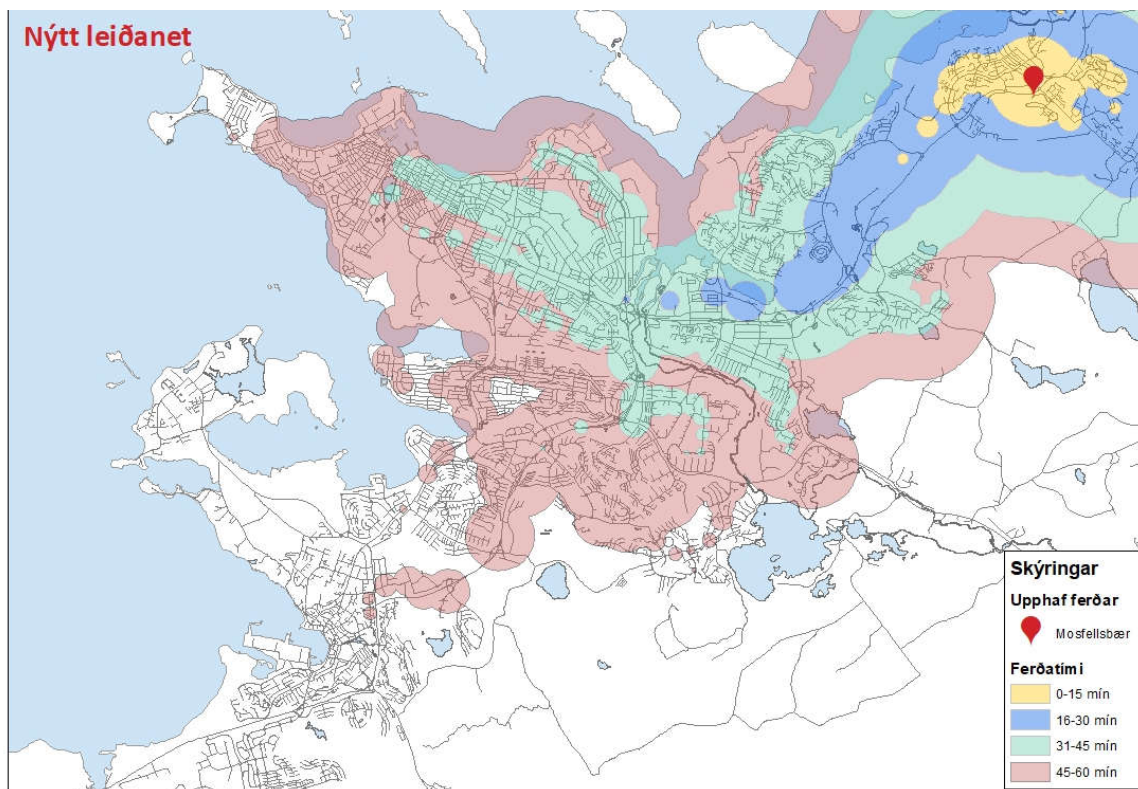 Nýtt leiðanet
Skýringar
Upphaf ferðar
Mosfellsbær
Ferðatími
0-15 mín
16-30 mín
31-45 mín
45-60 mín